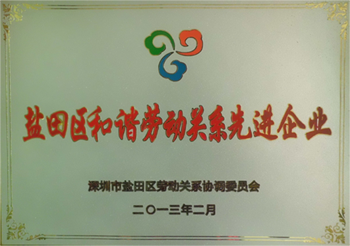 盐田区和谐劳动关系先进企业
深圳市盐田区劳动关系协调委员会
二〇一三年二月